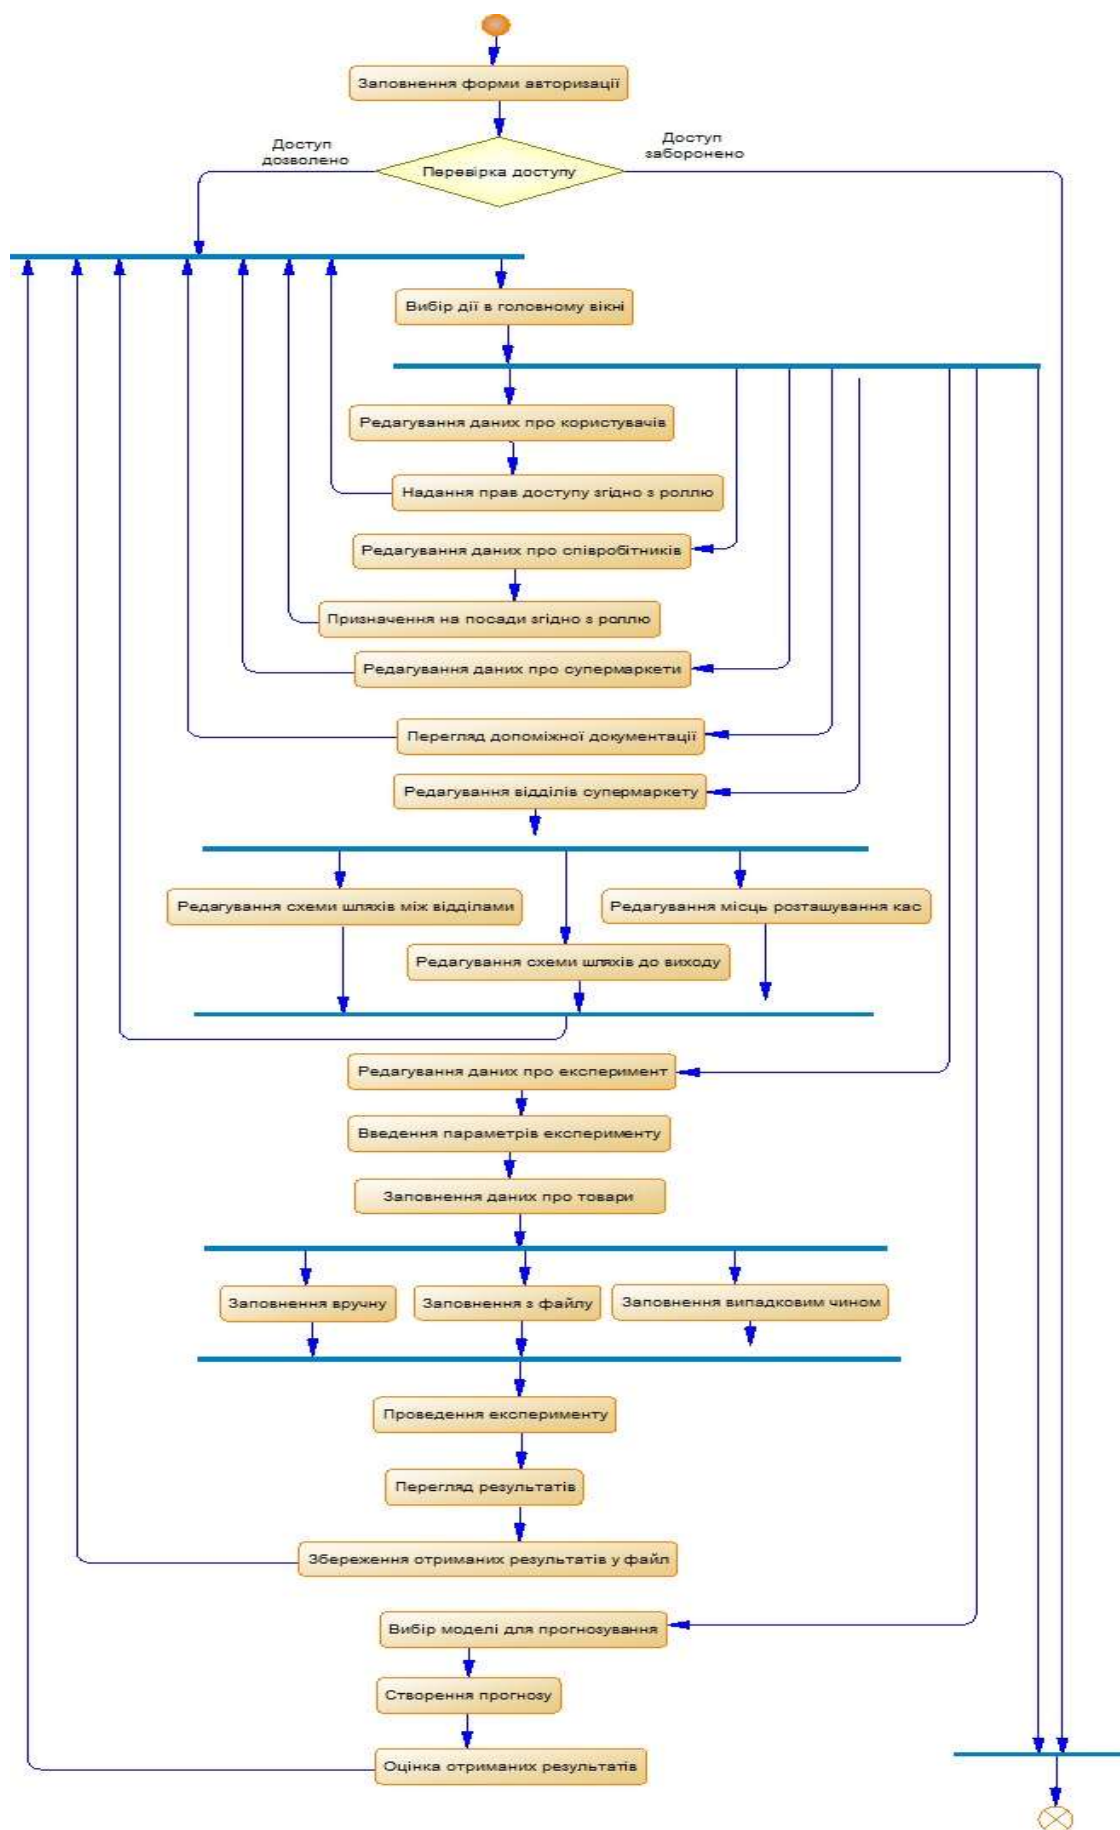 Заповнення форми авторизації
Доступ
дозволено
Доступ
заборонено
Перевірка доступу
Вибір дії в головному вікні
Редагування даних про користувачів
Надання прав доступу згідно з роллю
Редагування даних про співробітників
Призначення на посади згідно з роллю
Редагування даних про супермаркети
Перегляд допоміжної документації
Редагування відділів супермаркету
Редагування схеми шляхів між відділами
Редагування місць розташування кас
Редагування схеми шляхів до виходу
Редагування даних про експеримент
Введення параметрів експерименту
Заповнення даних про товари
Заповнення вручну
Заповнення з файлу
Заповнення випадковим чином
Проведення експерименту
Перегляд результатів
Збереження отриманих результатів у файл
Вибір моделі для прогнозування
Створення прогнозу
Оцінка отриманих результатів